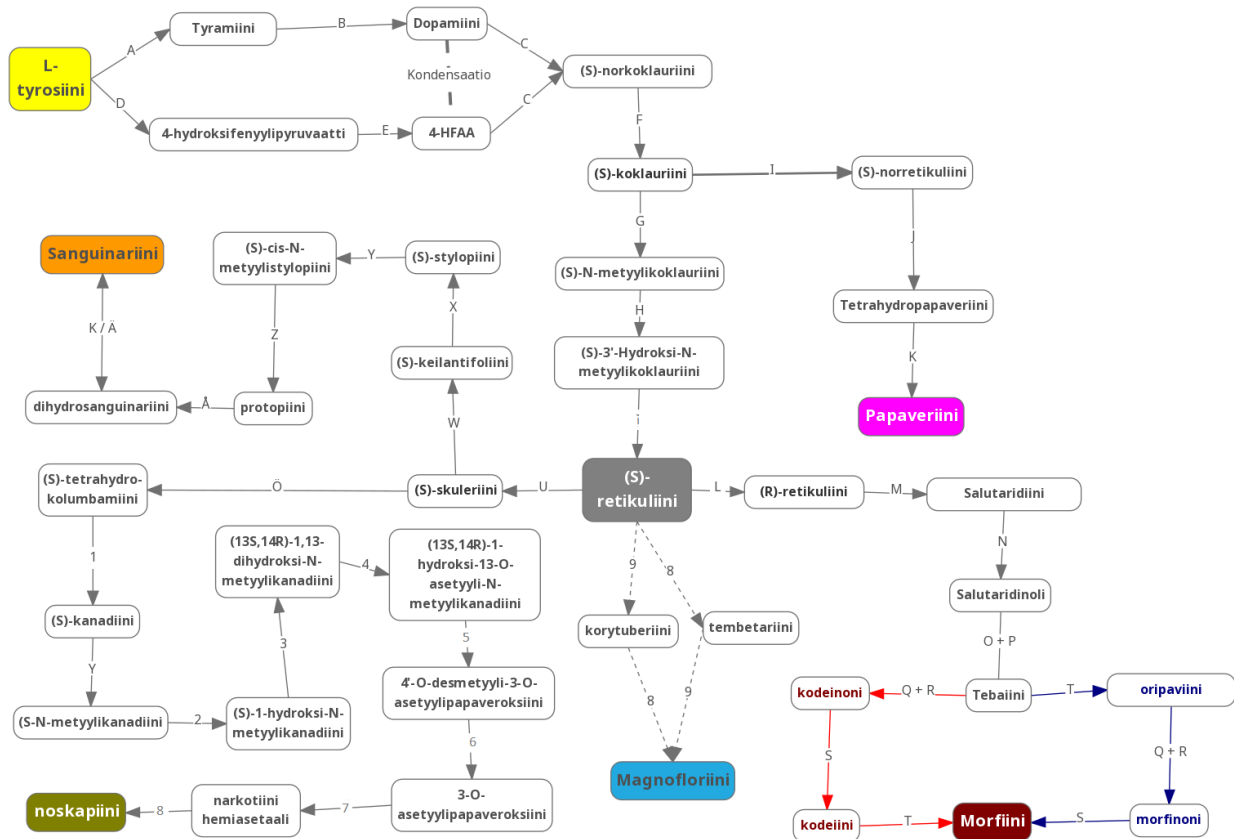 L-
tyrosiini
A
Tyramiini
B
Dopamiini
C
Kondensaatio
D
4-hydroksifenyylipyruvaatti
E
4-HFAA
C
(S)-norkoklauriini
F
(S)-koklauriini
I
(S)-norretikuliini
J
Tetrahydropapaveriini
K
Papaveriini
G
(S)-N-metyylikoklauriini
H
(S)-3'-Hydroksi-N-
metyylikoklauriini
i
(S)-
retikuliini
Sanguinariini
K / Ä
dihydrosanguinariini
Å
protopiini
Z
(S)-cis-N-
metyylistylopiini
Y
(S)-stylopiini
X
(S)-keilantifoliini
W
(S)-skuleriini
U
L
(R)-retikuliini
M
Salutaridiini
N
Salutaridinoli
O + P
Tebaiini
Q + R
kodeinoni
S
kodeiini
T
Morfiini
T
oripaviini
Q + R
morfinoni
S
Ö
(S)-tetrahydro-
kolumbamiini
1
(S)-kanadiini
Y
(S-N-metyylikanadiini
2
(S)-1-hydroksi-N-
metyylikanadiini
3
(13S,14R)-1,13-
dihydroksi-N-
metyylikanadiini
4
(13S,14R)-1-
hydroksi-13-O-
asetyyli-N-
metyylikanadiini
5
4'-O-desmetyyli-3-O-
asetyylipapaveroksiini
6
3-O-
asetyylipapaveroksiini
7
narkotiini
hemiasetaali
8
noskapiini
9
8
korytuberiini
tembetariini
8
9
Magnofloriini